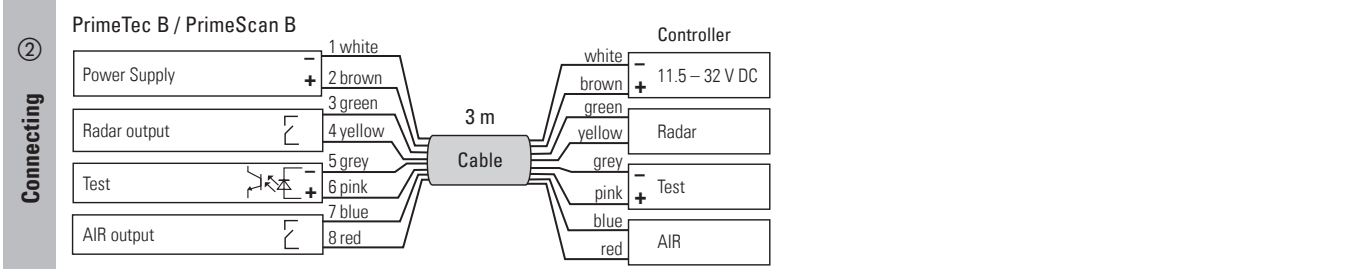 ② Connecting
PrimeTec B / PrimeScan B
Power Supply
–
+
1 white
2 brown
Radar output
3 green
4 yellow
Test
–
+
5 grey
6 pink
AIR output
7 blue
8 red
3 m
Cable
Controller
white
brown
–
+
11.5 – 32 V DC
green
yellow
Radar
grey
pink
–
+
Test
blue
red
AIR